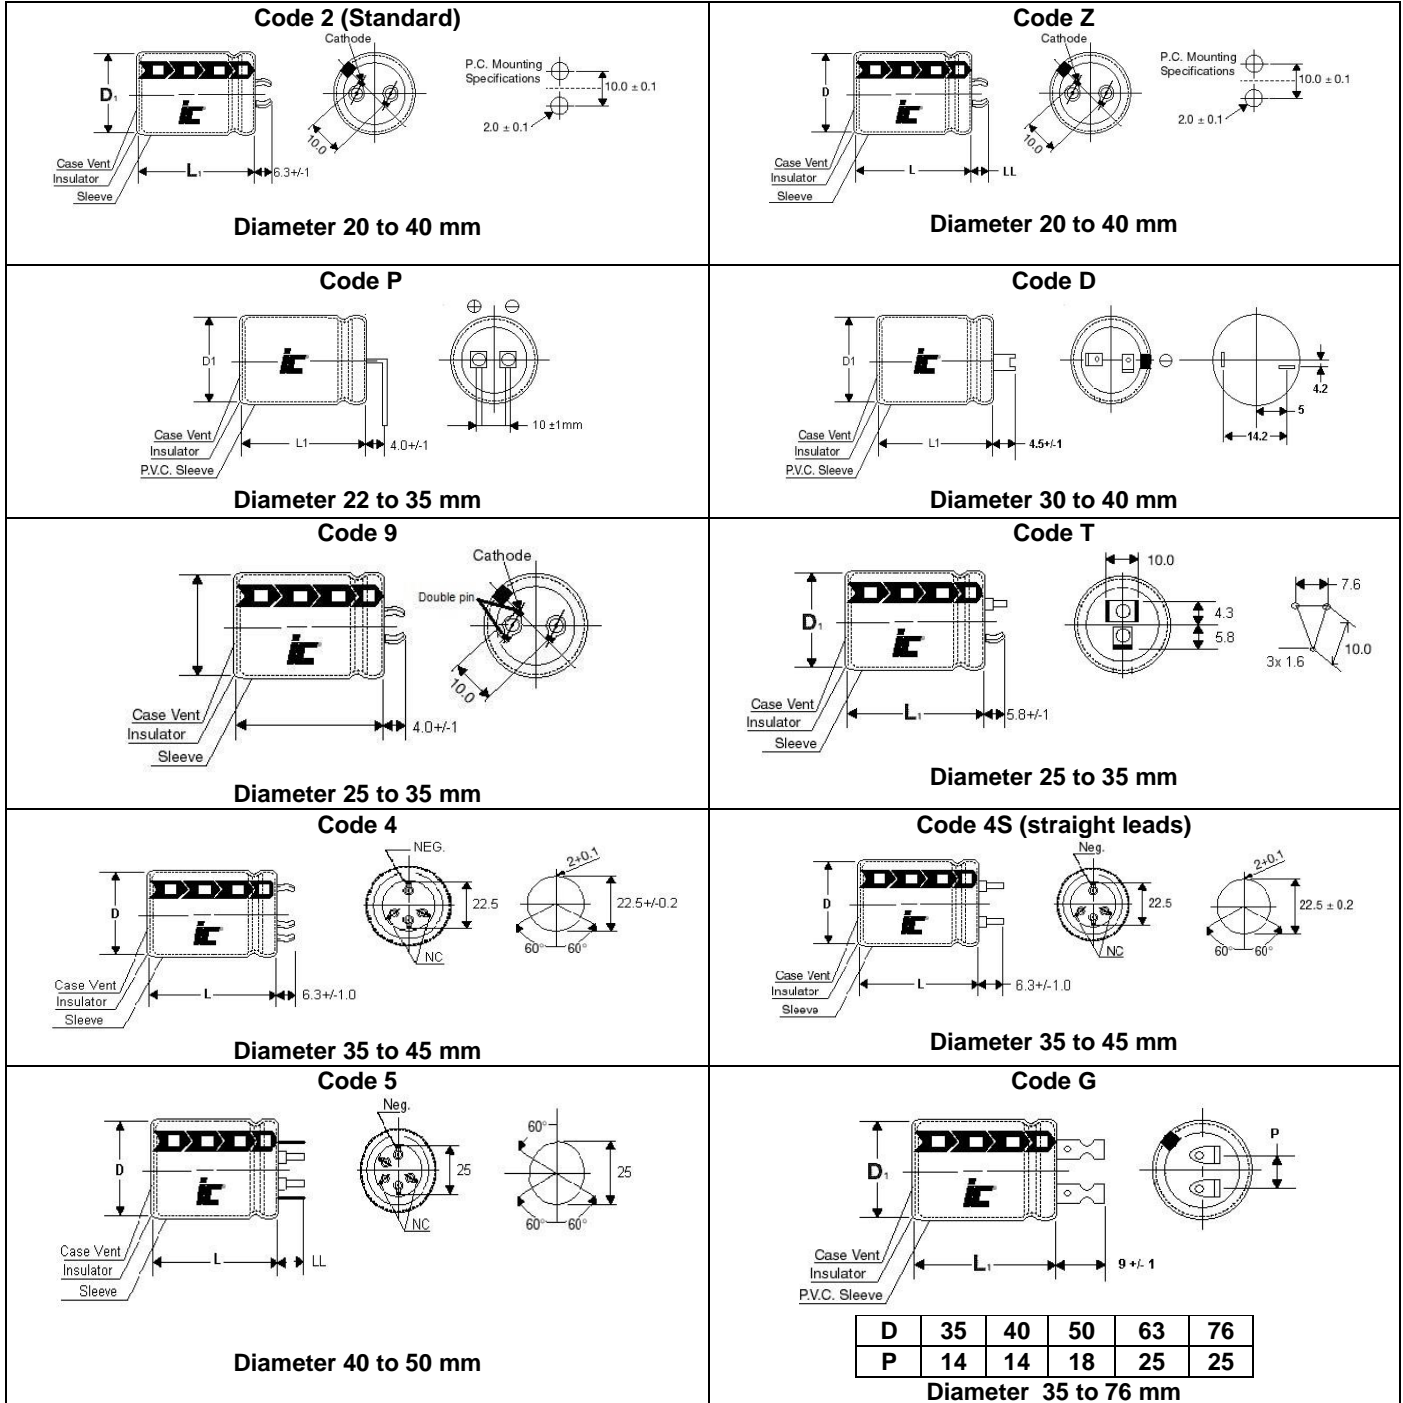 Code 2 (Standard)
Cathode
P.C. Mounting
Specifications
10.0 ± 0.1
2.0 ± 0.1
D1
10.0
Case Vent
Insulator
Sleeve
L1
6.3+/-1
ic
Diameter 20 to 40 mm
Code Z
Cathode
P.C. Mounting
Specifications
10.0 ± 0.1
2.0 ± 0.1
D
10.0
Case Vent
Insulator
Sleeve
L
LL
ic
Diameter 20 to 40 mm
Code P
⊕ ⊖
D1
ic
10 ±1mm
Case Vent
Insulator
P.V.C. Sleeve
L1
4.0+/-1
Diameter 22 to 35 mm
Code D
D1
ic
⊖
4.2
5
14.2
Case Vent
Insulator
P.V.C. Sleeve
L1
4.5+/-1
Diameter 30 to 40 mm
Code 9
Cathode
Double pin
ic
10.0
Case Vent
Insulator
Sleeve
4.0+/-1
Diameter 25 to 35 mm
Code T
10.0
7.6
4.3
5.8
10.0
3x 1.6
D1
ic
Case Vent
Insulator
Sleeve
L1
5.8+/-1
Diameter 25 to 35 mm
Code 4
NEG.
2+0.1
D
22.5
22.5+/-0.2
ic
60° 60°
NC
Case Vent
Insulator
Sleeve
L
6.3+/-1.0
Diameter 35 to 45 mm
Code 4S (straight leads)
Neg.
2+0.1
D
22.5
22.5 ± 0.2
ic
60° 60°
NC
Case Vent
Insulator
Sleeve
L
6.3+/-1.0
Diameter 35 to 45 mm
Code 5
Neg.
60°
D
25
25
ic
60° 60°
NC
Case Vent
Insulator
Sleeve
L
LL
Diameter 40 to 50 mm
Code G
P
D1
ic
Case Vent
Insulator
P.V.C. Sleeve
L1
9 +/- 1
D 35 40 50 63 76
P 14 14 18 25 25
Diameter 35 to 76 mm